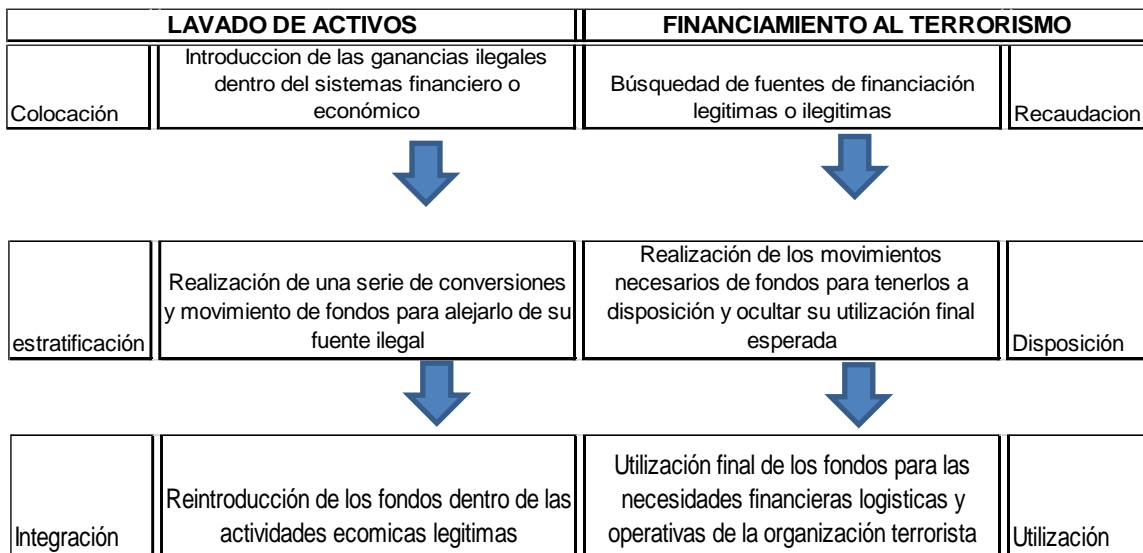 LAVADO DE ACTIVOS
FINANCIAMIENTO AL TERRORISMO
Colocación
Introduccion de las ganancias ilegales
dentro del sistemas financiero o
económico
Búsquedad de fuentes de financiación
legitimas o ilegitimas
Recaudacion
estratificación
Realización de una serie de conversiones
y movimiento de fondos para alejarlo de su
fuente ilegal
Realización de los movimientos
necesarios de fondos para tenerlos a
disposición y ocultar su utilización final
esperada
Disposición
Integración
Reintroducción de los fondos dentro de las
actividades ecómicas legitimas
Utilización final de los fondos para las
necesidades financieras logisticas y
operativas de la organización terrorista
Utilización